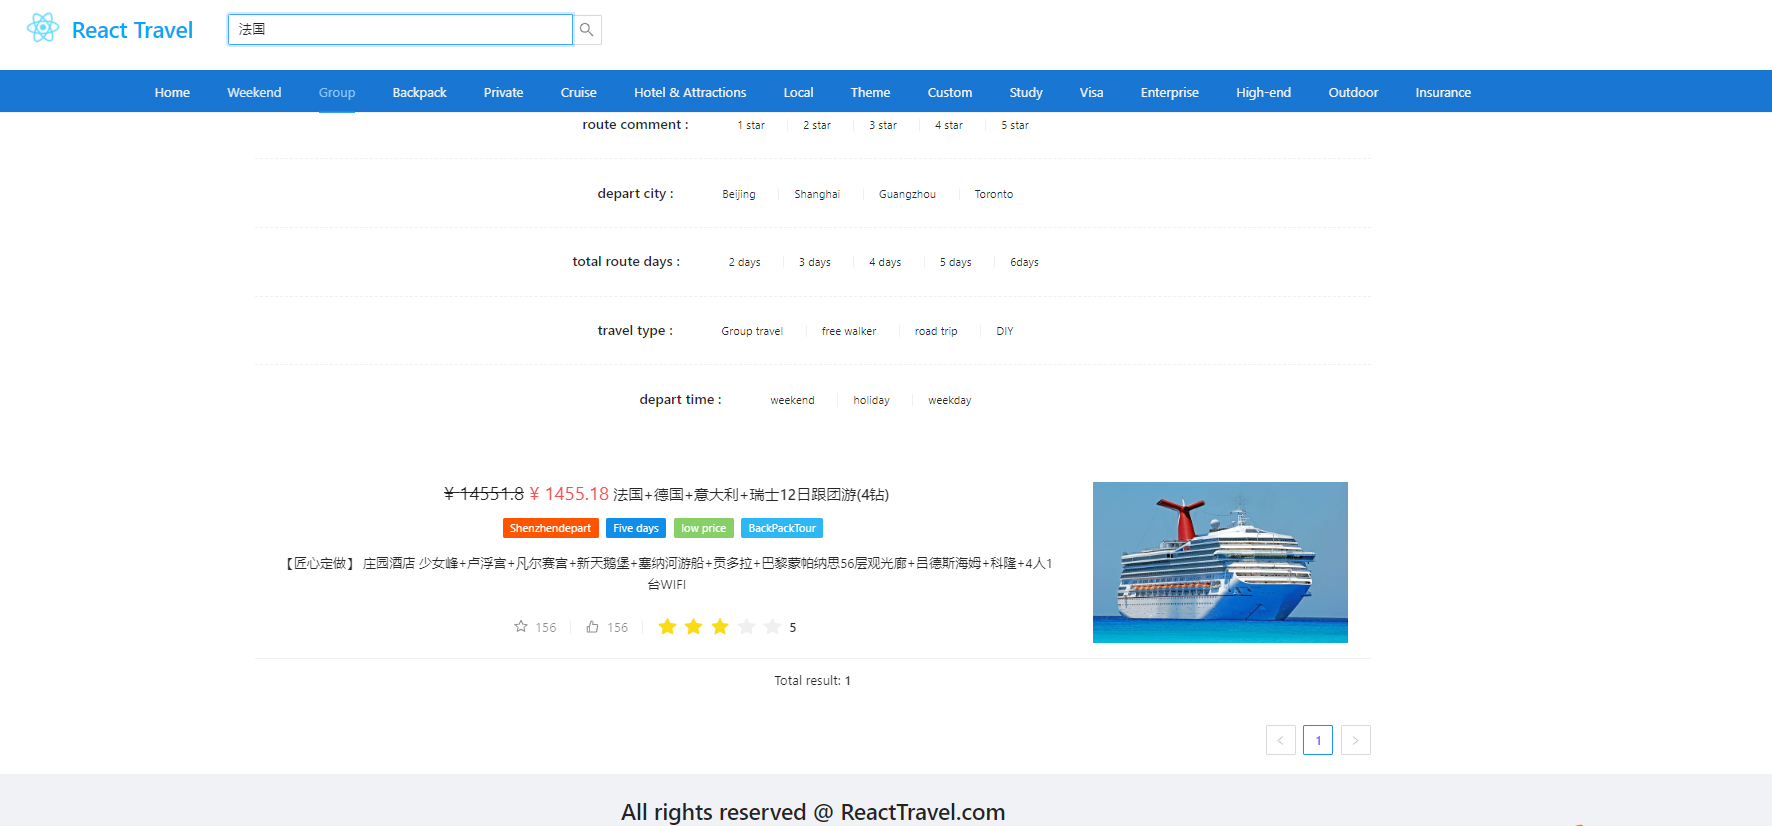 React Travel
法国
Home Weekend Group Backpack Private Cruise Hotel & Attractions Local Theme Custom Study Visa Enterprise High-end Outdoor Insurance
route comment : 1 star 2 star 3 star 4 star 5 star
depart city : Beijing Shanghai Guangzhou Toronto
total route days : 2 days 3 days 4 days 5 days 6days
travel type : Group travel free walker road trip DIY
depart time : weekend holiday weekday
¥ 14551.8 ¥ 1455.18 法国+德国+意大利+瑞士12日跟团游(4钻)
Shenzhendepart Five days low price BackPackTour
【匠心定做】 庄园酒店 少女峰+卢浮宫+凡尔赛宫+新天鹅堡+塞纳河游船+贡多拉+巴黎蒙帕纳思56层观光廊+吕德斯海姆+科隆+4人1
台WIFI
156 156 5
Total result: 1
< 1 >
All rights reserved @ ReactTravel.com